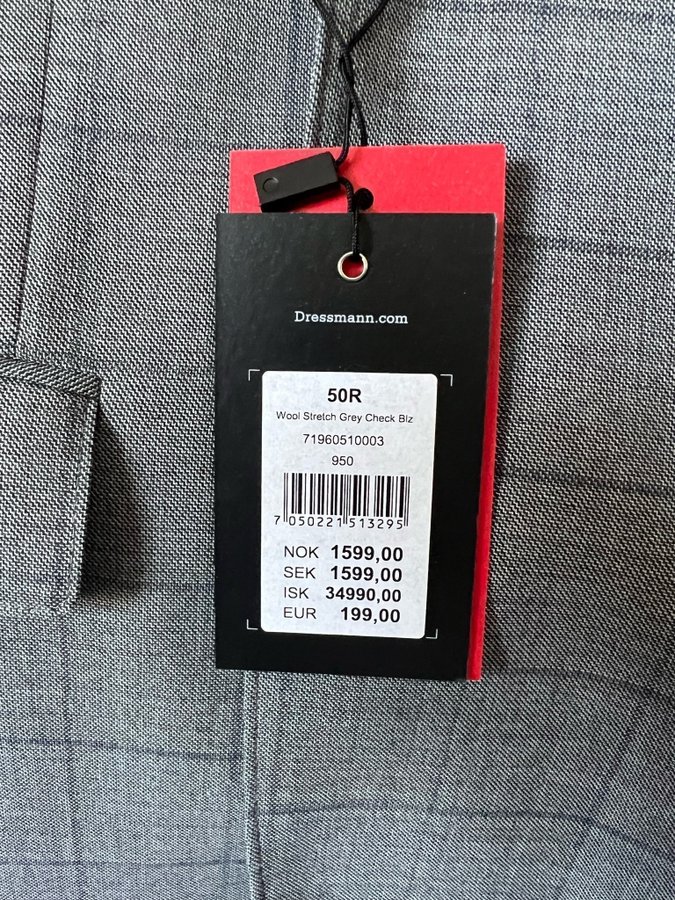 Dressmann.com
50R
Wool Stretch Grey Check Blz
71960510003
950
7 050221 513295
NOK 1599,00
SEK 1599,00
ISK 34990,00
EUR 199,00